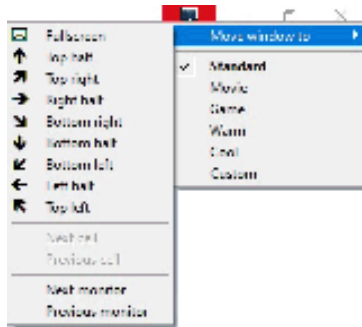 Fullscreen
Top half
Top right
Right half
Bottom right
Bottom half
Bottom left
Left half
Top left
Next cell
Previous cell
Next monitor
Previous monitor
Move window to
Standard
Movie
Game
Warm
Cool
Custom